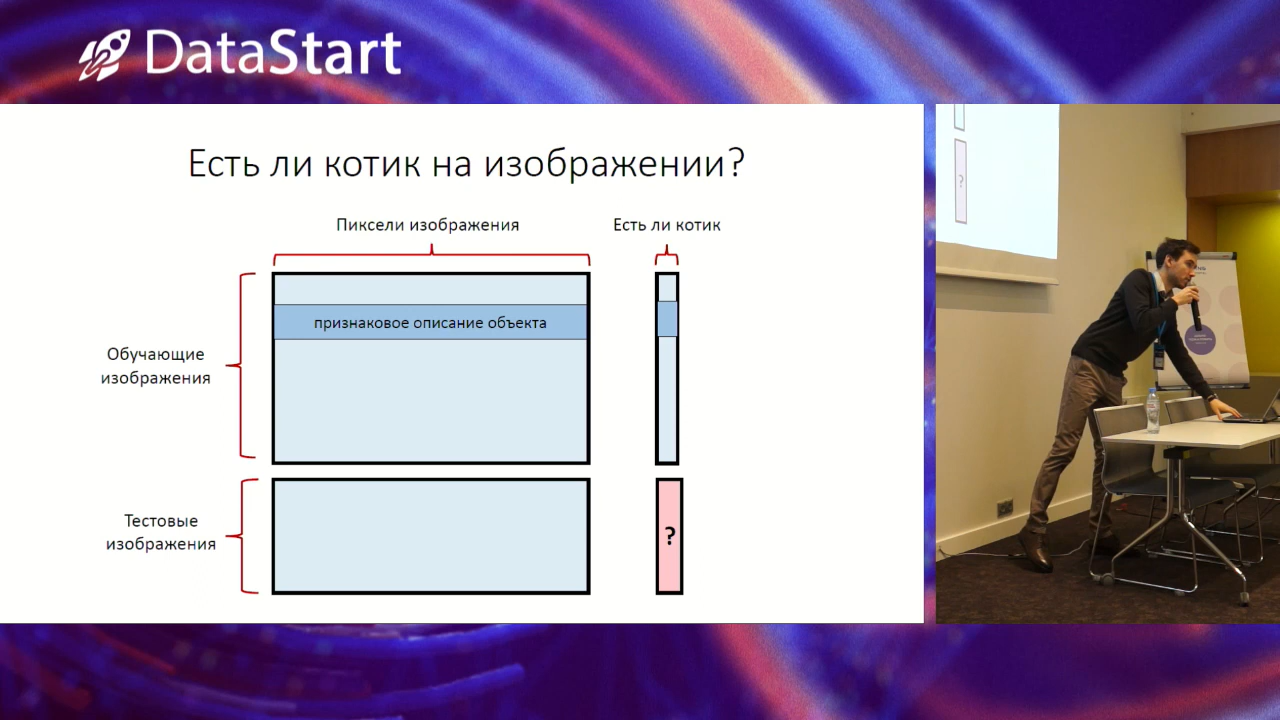 DataStart
Есть ли котик на изображении?
Пиксели изображения
Есть ли котик
признаковое описание объекта
Обучающие
изображения
Тестовые
изображения
?
?